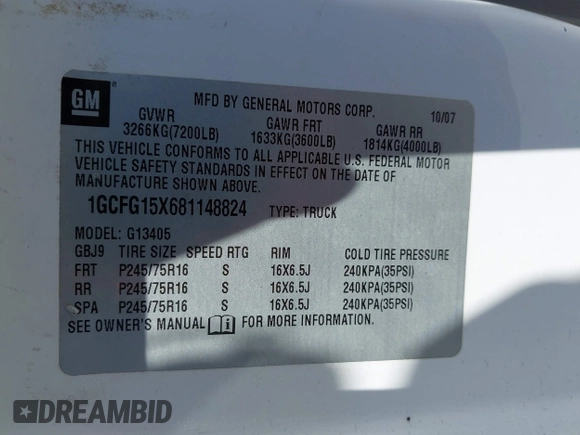 GM
MFD BY GENERAL MOTORS CORP. 10/07
GVWR GAWR FRT GAWR RR
3266KG(7200LB) 1633KG(3600LB) 1814KG(4000LB)
THIS VEHICLE CONFORMS TO ALL APPLICABLE U.S. FEDERAL MOTOR
VEHICLE SAFETY STANDARDS IN EFFECT ON THE DATE OF
MANUFACTURE SHOWN ABOVE.
1GCFG15X681148824 TYPE: TRUCK
MODEL: G13405
GBJ9 TIRE SIZE SPEED RTG RIM COLD TIRE PRESSURE
FRT P245/75R16 S 16X6.5J 240KPA(35PSI)
RR P245/75R16 S 16X6.5J 240KPA(35PSI)
SPA P245/75R16 S 16X6.5J 240KPA(35PSI)
SEE OWNER'S MANUAL i FOR MORE INFORMATION.
DREAMBID